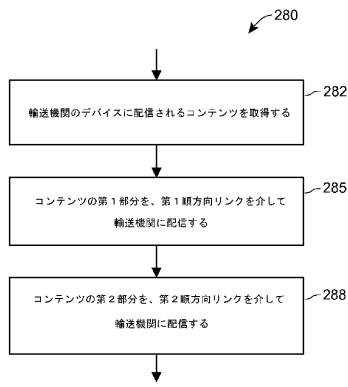 280
輸送機関のデバイスに配信されるコンテンツを取得する
282
コンテンツの第1部分を、第1順方向リンクを介して
輸送機関に配信する
285
コンテンツの第2部分を、第2順方向リンクを介して
輸送機関に配信する
288